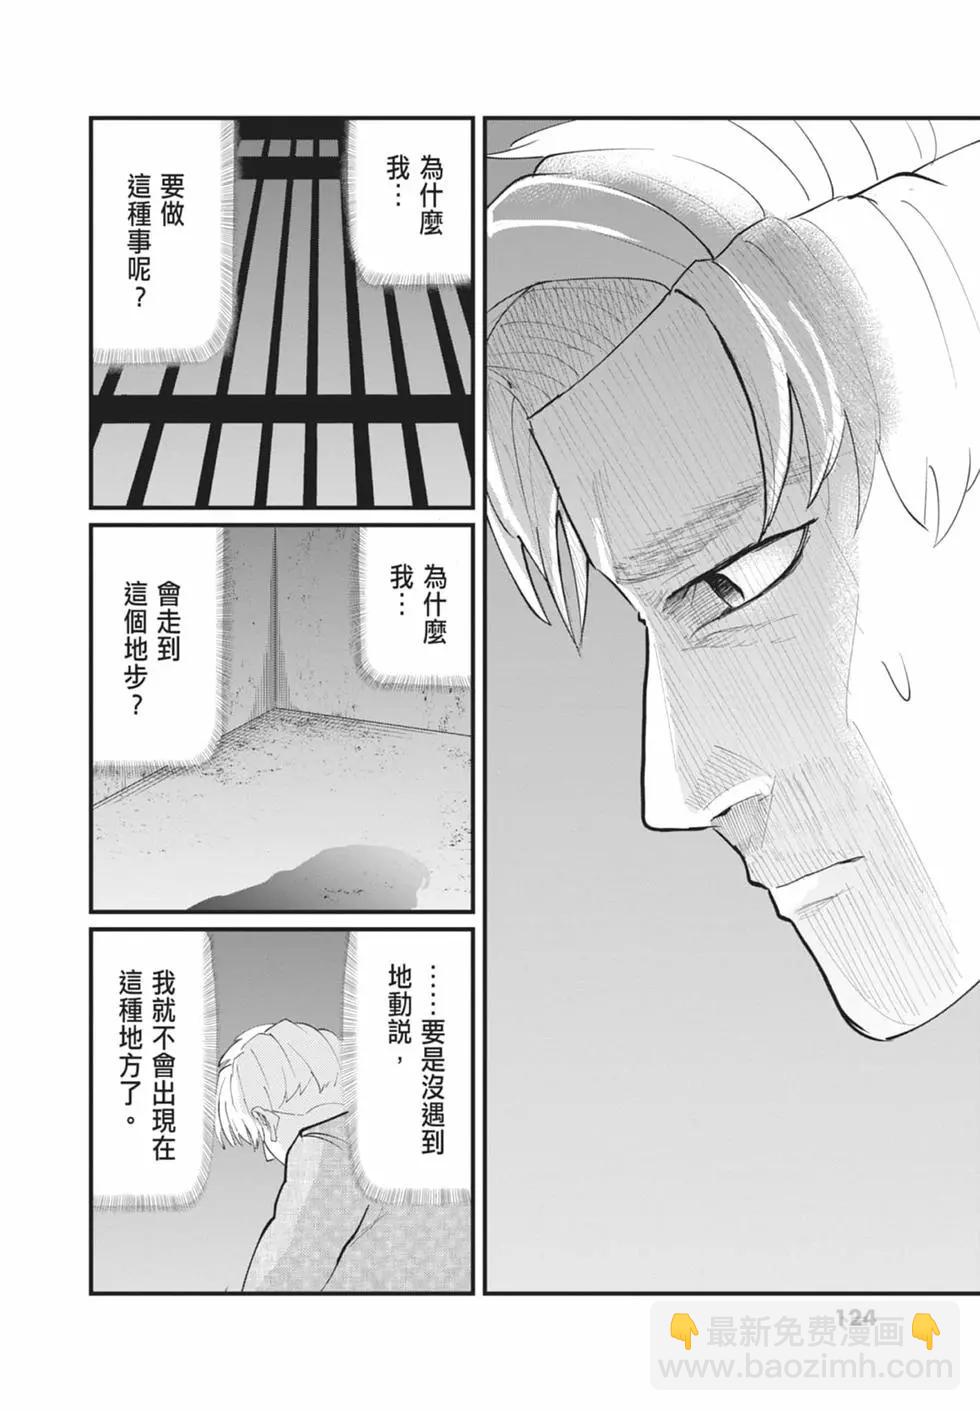 為什麼
我…
要做
這種事呢？
為什麼
我…
會走到
這個地步？
……要是沒遇到
地動説，
我就不會出現在
這種地方了。
124
👇最新免费漫画👇
www.baozimh.com